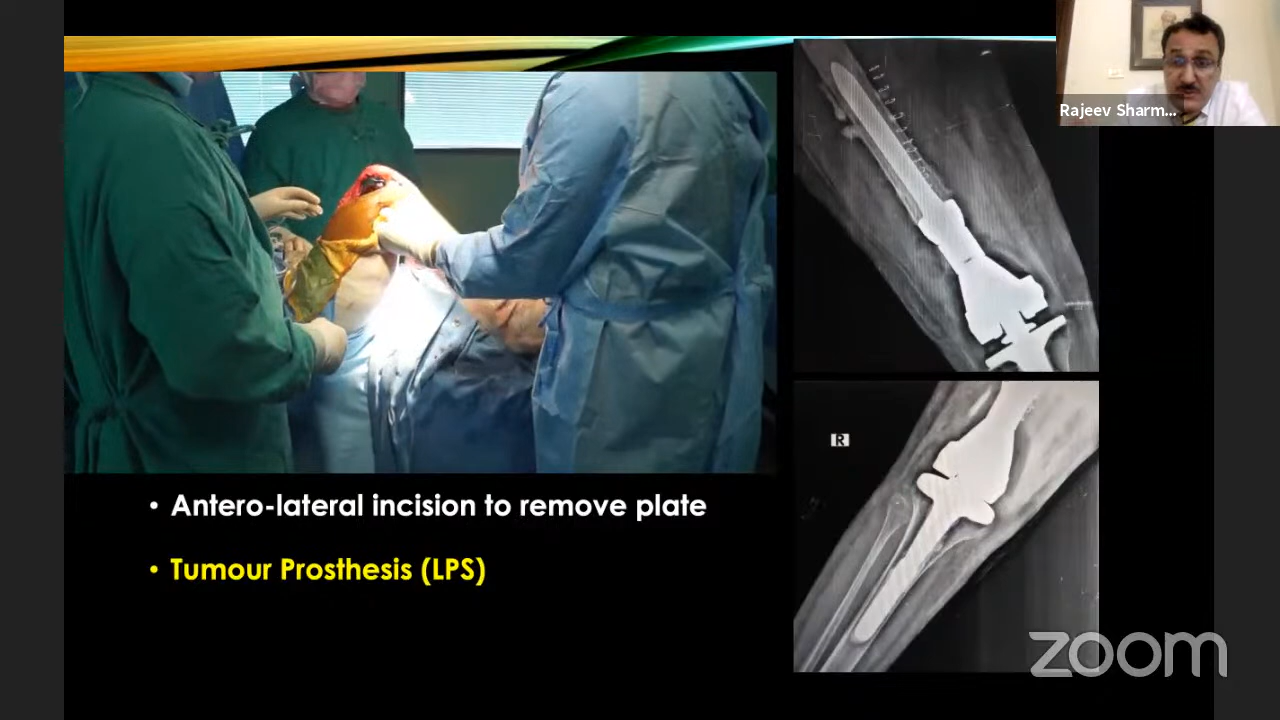 Rajeev Sharm...
R
• Antero-lateral incision to remove plate
• Tumour Prosthesis (LPS)
zoom